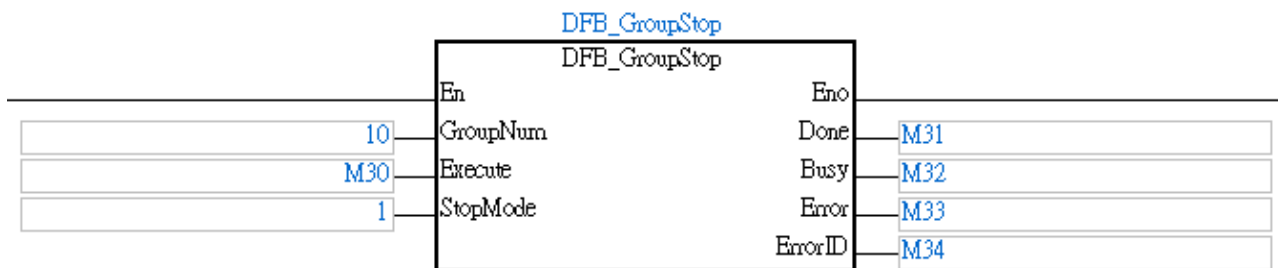 DFB_GroupStop
DFB_GroupStop
En Eno
10 GroupNum Done M31
M30 Execute Busy M32
1 StopMode Error M33
ErrorID M34